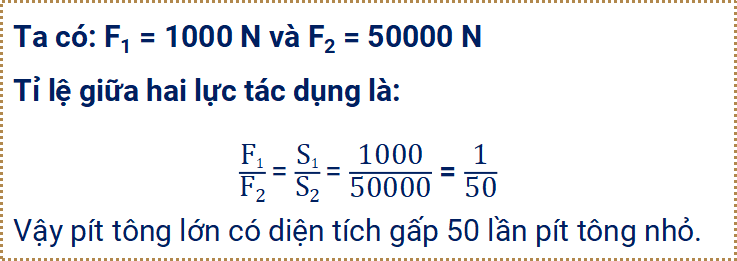 Ta có: F₁ = 1000 N và F₂ = 50000 N
Tỉ lệ giữa hai lực tác dụng là:
F₁/F₂ = S₁/S₂ = 1000/50000 = 1/50
Vậy pít tông lớn có diện tích gấp 50 lần pít tông nhỏ.